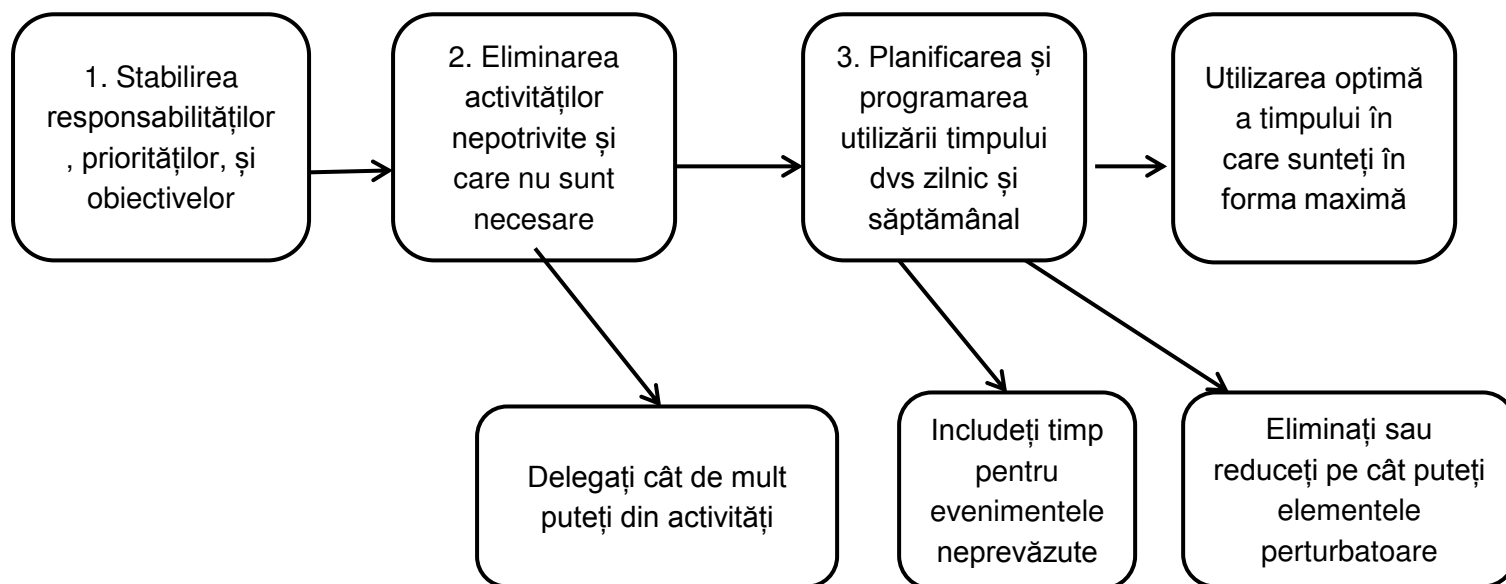 1. Stabilirea
responsabilităților
, priorităților, și
obiectivelor
2. Eliminarea
activităților
nepotrivite și
care nu sunt
necesare
3. Planificarea și
programarea
utilizării timpului
dvs zilnic și
săptămânal
Utilizarea optimă
a timpului în
care sunteți în
forma maximă
Delegați cât de mult
puteți din activități
Includeți timp
pentru
evenimentele
neprevăzute
Eliminați sau
reduceți pe cât puteți
elementele
perturbatoare